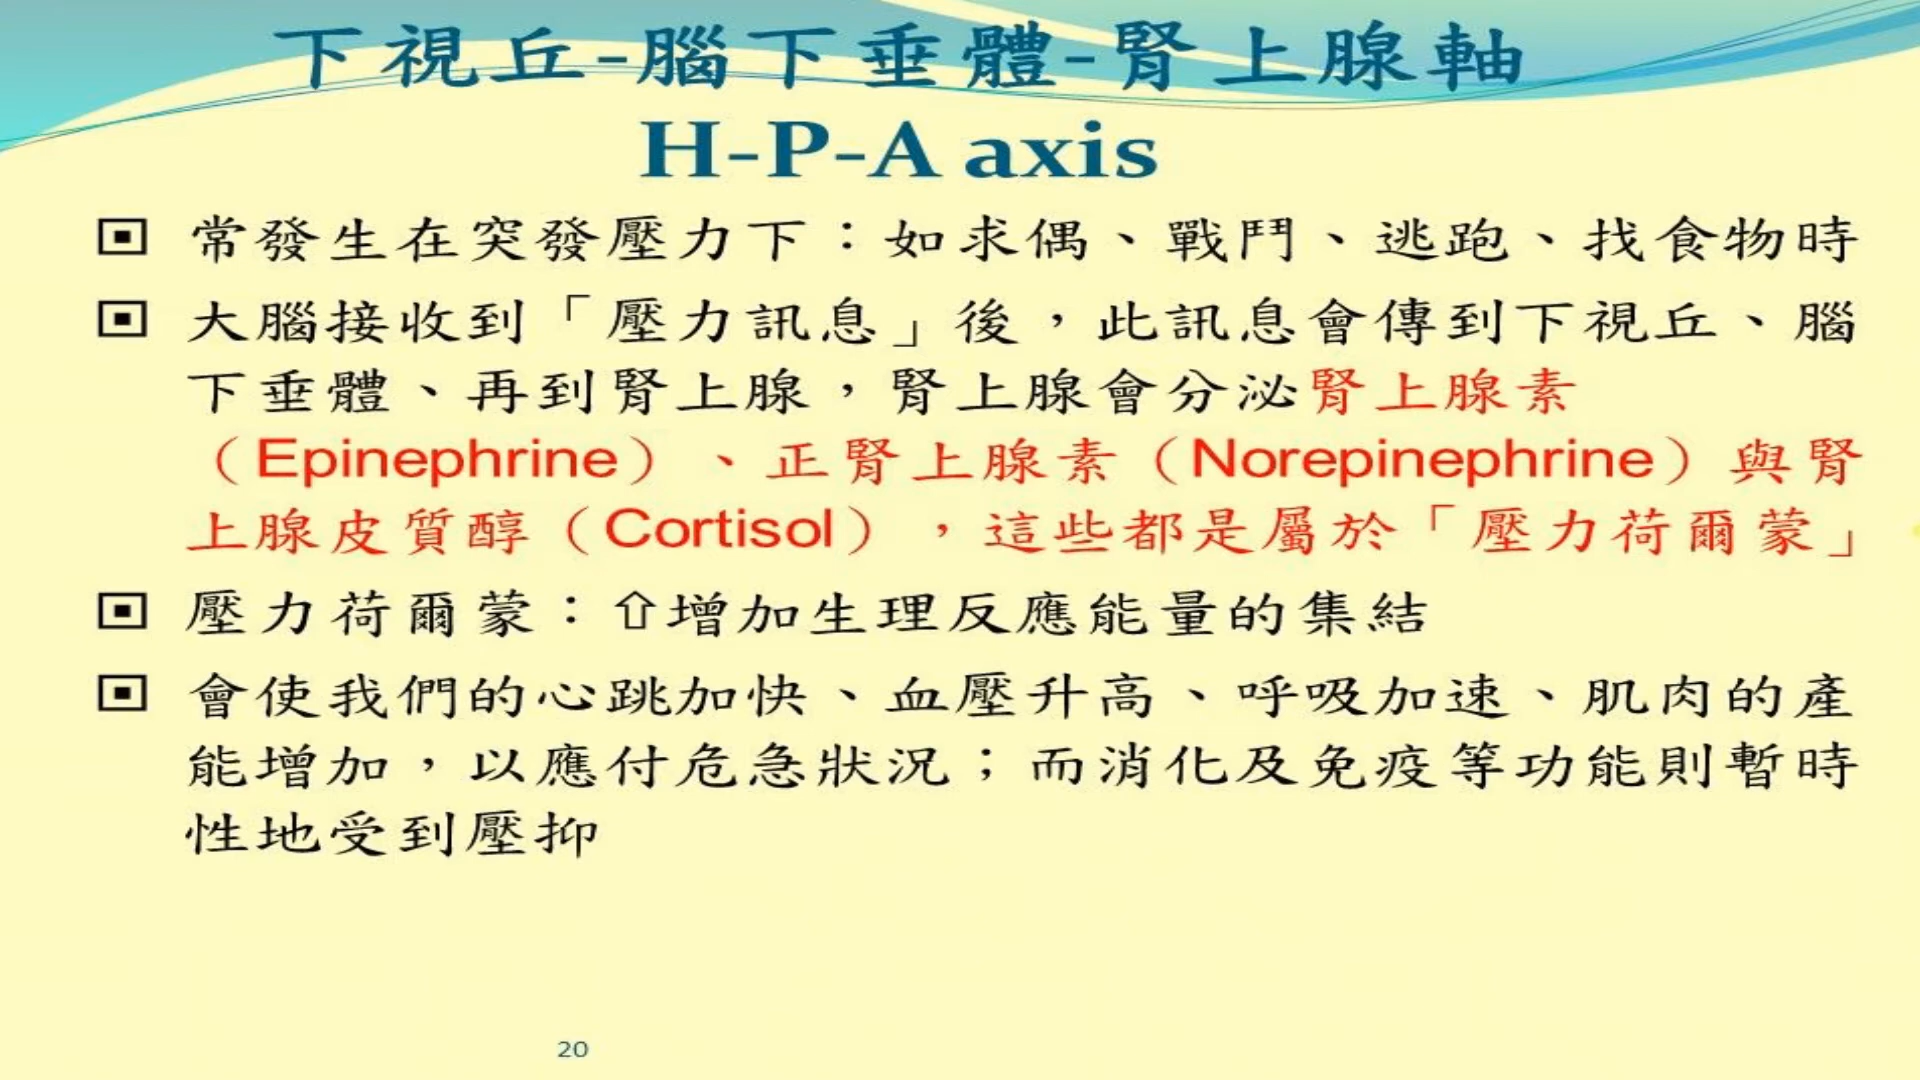 下視丘-腦下垂體-腎上腺軸
H-P-A axis
常發生在突發壓力下：如求偶、戰鬥、逃跑、找食物時
大腦接收到「壓力訊息」後，此訊息會傳到下視丘、腦
下垂體、再到腎上腺，腎上腺會分泌腎上腺素
（Epinephrine）、正腎上腺素（Norepinephrine）與腎
上腺皮質醇（Cortisol），這些都是屬於「壓力荷爾蒙」
壓力荷爾蒙：⇧增加生理反應能量的集結
會使我們的心跳加快、血壓升高、呼吸加速、肌肉的產
能增加，以應付危急狀況；而消化及免疫等功能則暫時
性地受到壓抑
20